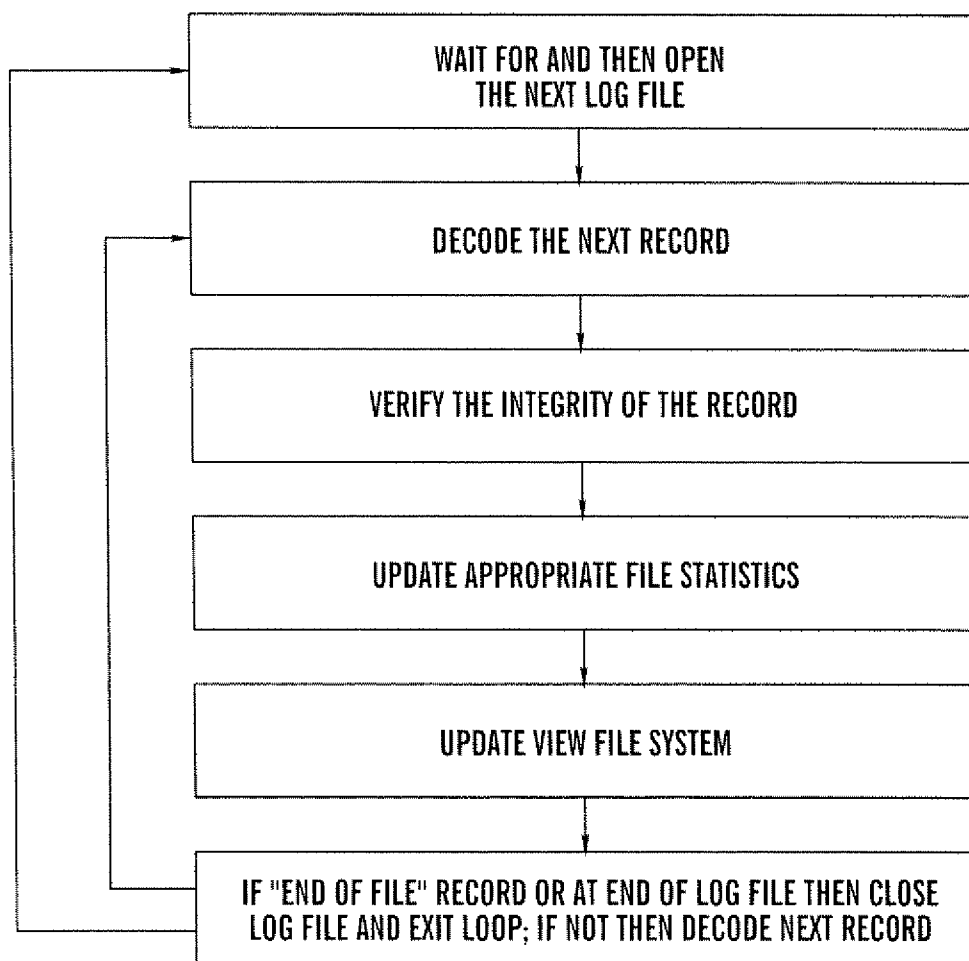 WAIT FOR AND THEN OPEN
THE NEXT LOG FILE
DECODE THE NEXT RECORD
VERIFY THE INTEGRITY OF THE RECORD
UPDATE APPROPRIATE FILE STATISTICS
UPDATE VIEW FILE SYSTEM
IF "END OF FILE" RECORD OR AT END OF LOG FILE THEN CLOSE
LOG FILE AND EXIT LOOP; IF NOT THEN DECODE NEXT RECORD